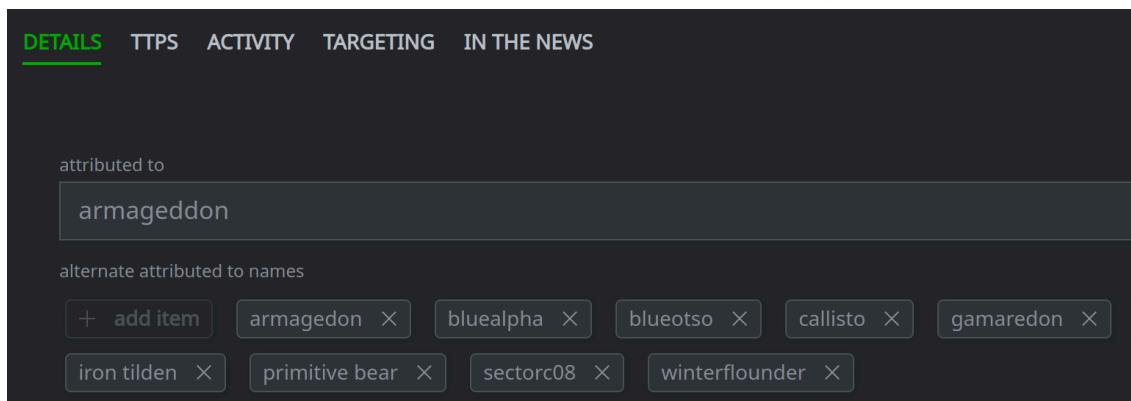 DETAILS TTPS ACTIVITY TARGETING IN THE NEWS
attributed to
armageddon
alternate attributed to names
+ add item armagedon × bluealpha × blueotso × callisto × gamaredon ×
iron tilden × primitive bear × sectorc08 × winterflounder ×